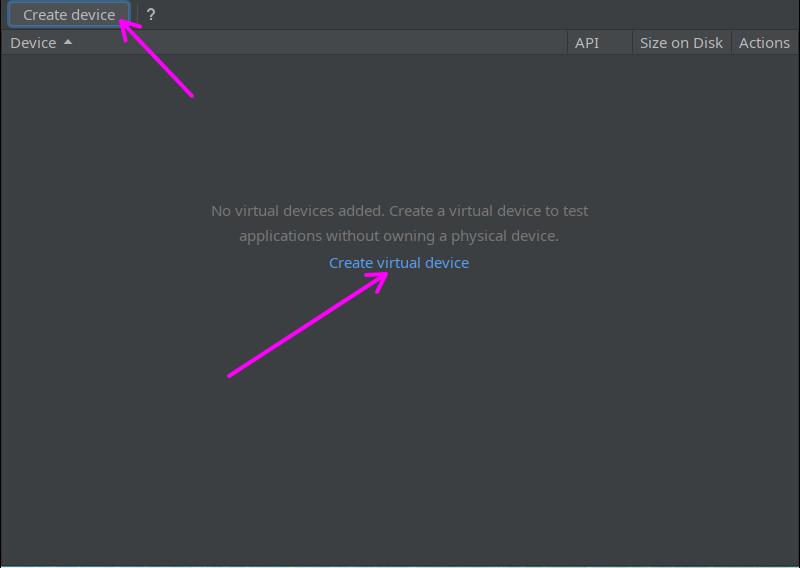 Create device ?
Device API Size on Disk Actions
No virtual devices added. Create a virtual device to test
applications without owning a physical device.
Create virtual device